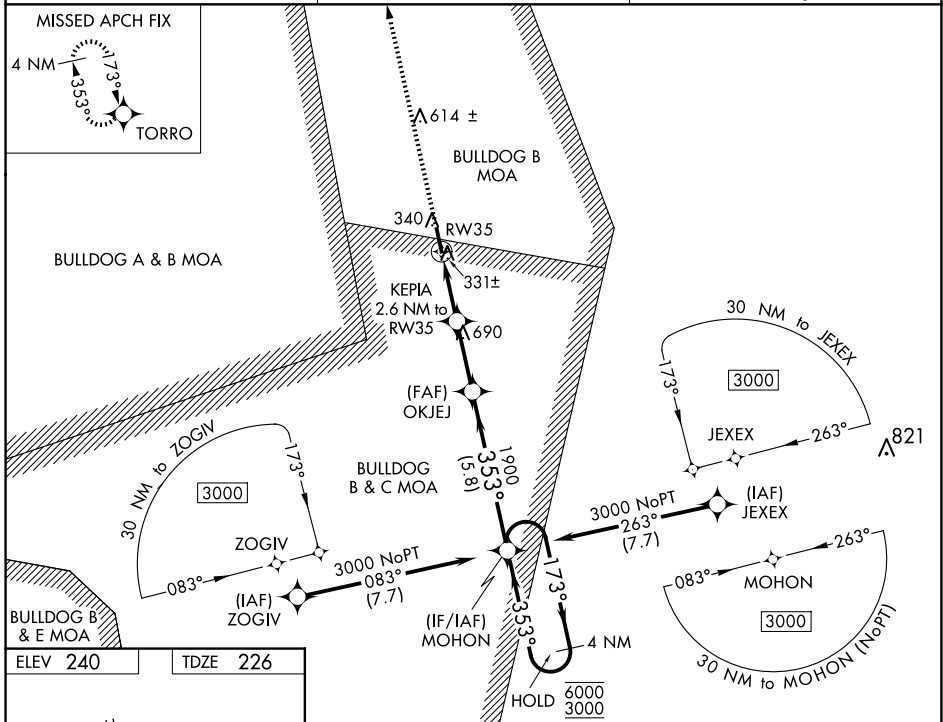 MISSED APCH FIX
4 NM
173°
353°
TORRO
614 ±
BULLDOG B
MOA
340
RW35
BULLDOG A & B MOA
331±
KEPIA
2.6 NM to
RW35
690
30 NM to JEXEX
173°
3000
JEXEX
263°
821
(FAF)
OKJEJ
30 NM to ZOGIV
173°
3000
ZOGIV
083°
BULLDOG
B & C MOA
1900
353°
(5.8)
3000 NoPT
263°
(7.7)
(IAF)
JEXEX
3000 NoPT
083°
(7.7)
(IAF)
ZOGIV
(IF/IAF)
MOHON
173°
353°
4 NM
HOLD
6000
3000
083°
263°
MOHON
3000
30 NM to MOHON (NoPT)
BULLDOG B
& E MOA
ELEV 240
TDZE 226